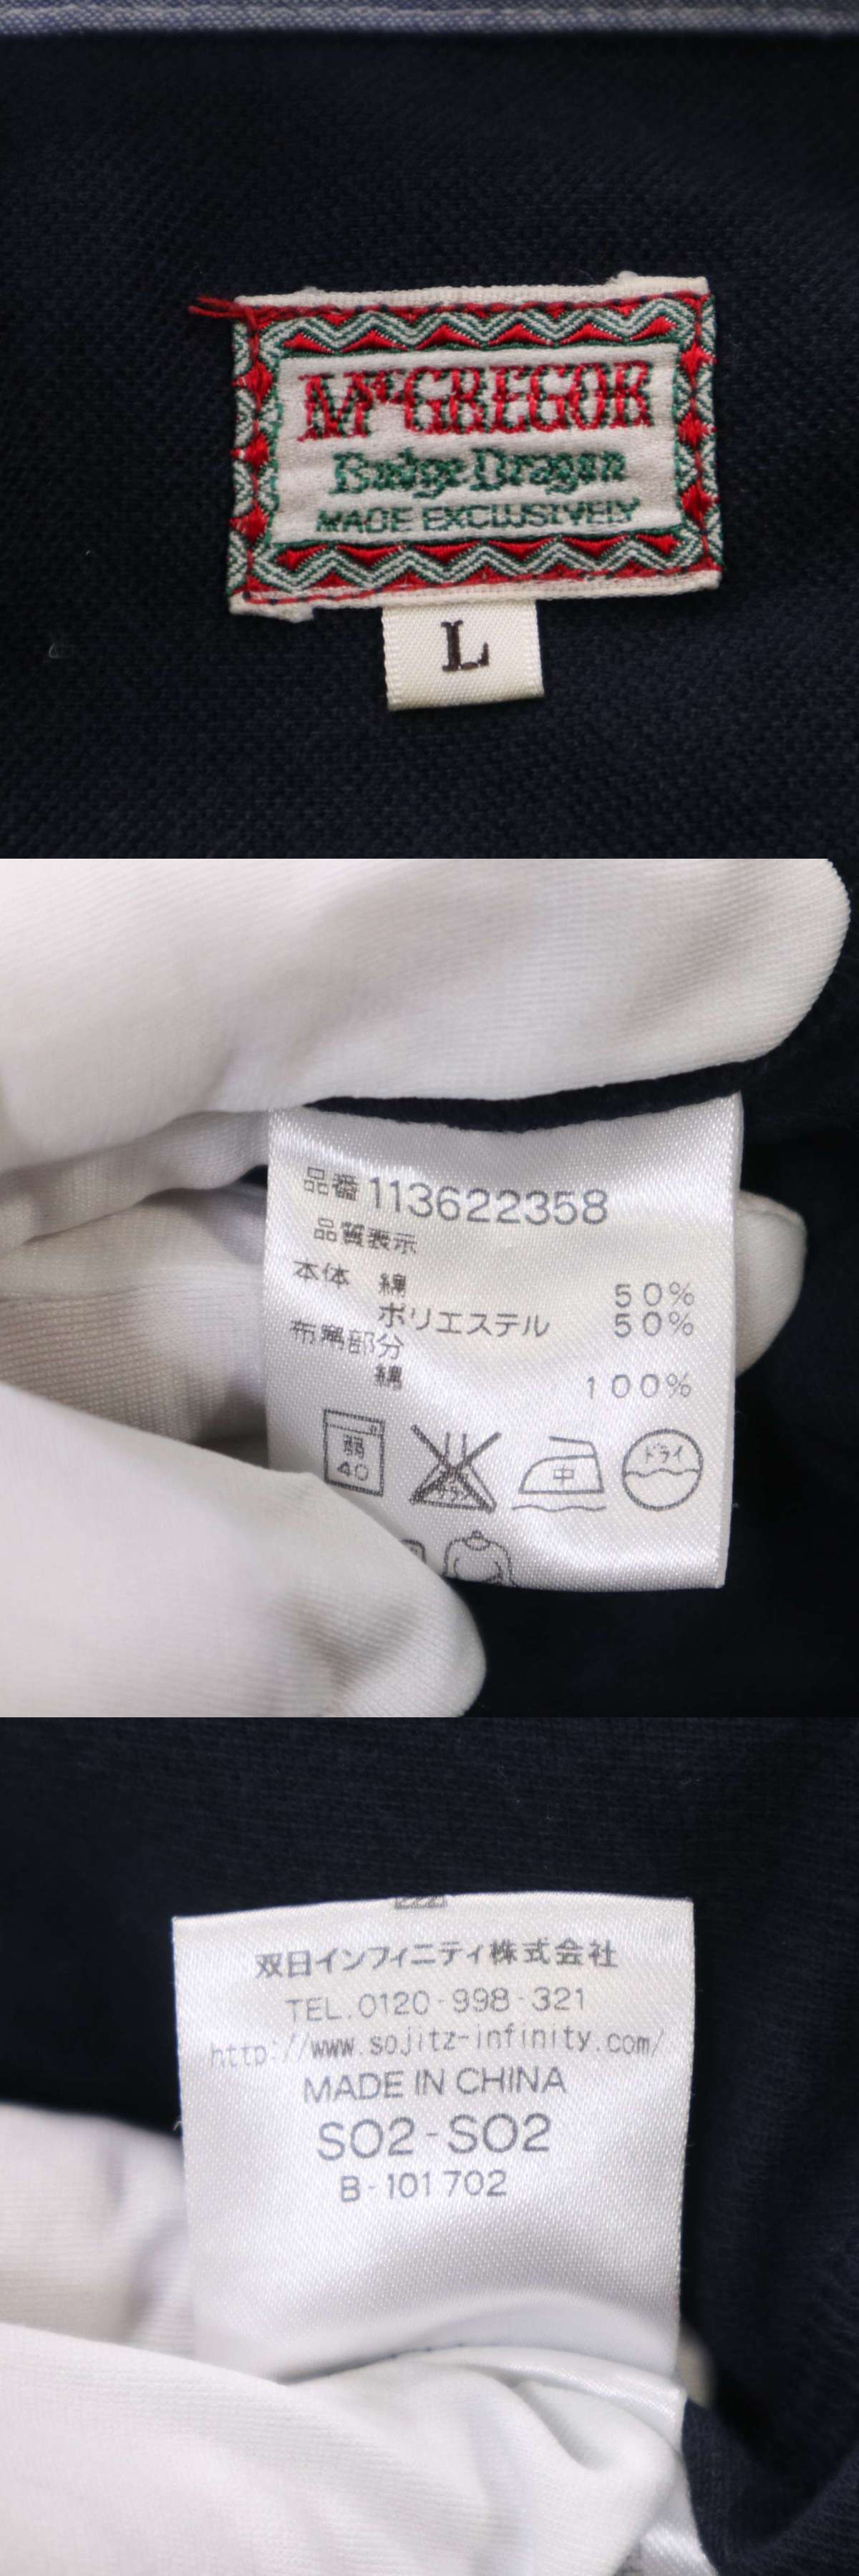 McGREGOR
Budge Dragon
MADE EXCLUSIVELY
L
品番 113622358
品質表示
本体 綿 50%
ポリエステル 50%
布帛部分
綿 100%
弱
40
中
ドライ
双日インフィニティ株式会社
TEL.0120-998-321
http://www.sojitz-infinity.com/
MADE IN CHINA
S02-S02
B-101702